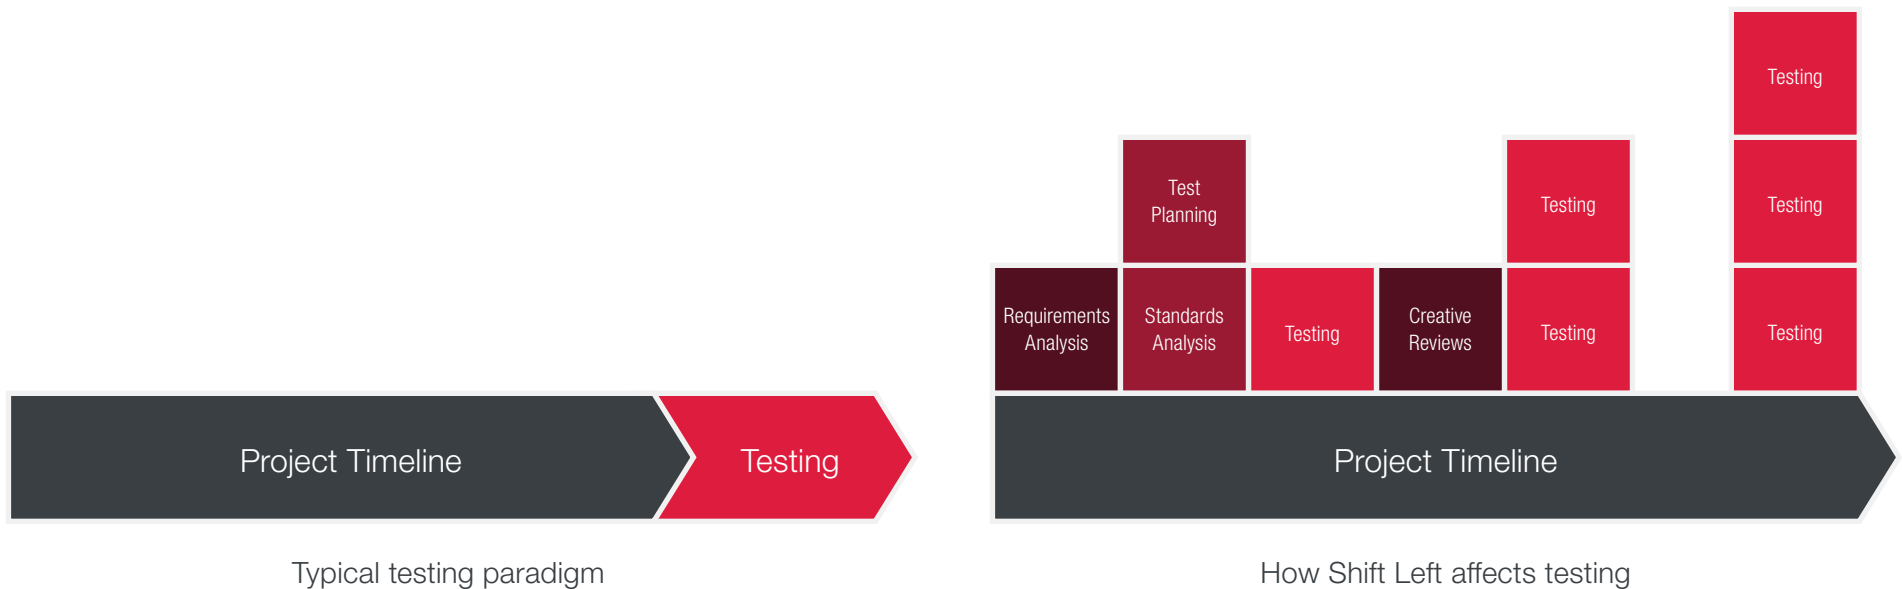 Project Timeline
Testing
Typical testing paradigm
Testing
Test
Planning
Testing
Testing
Requirements
Analysis
Standards
Analysis
Testing
Creative
Reviews
Testing
Testing
Project Timeline
How Shift Left affects testing